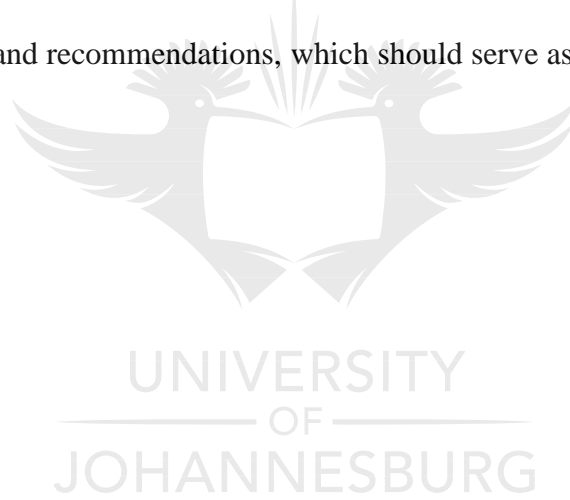 and recommendations, which should serve as
UNIVERSITY
OF
JOHANNESBURG